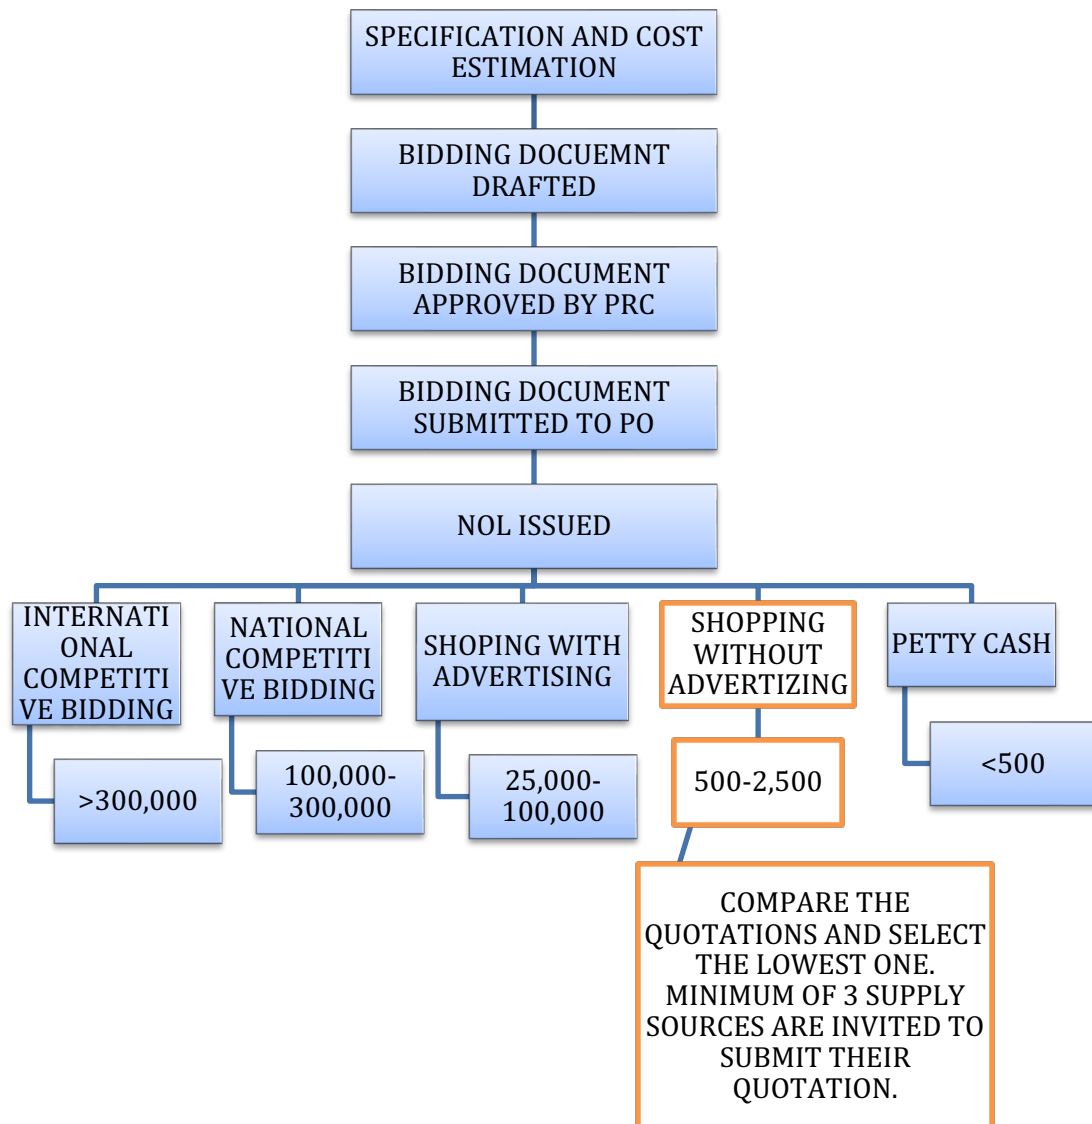 SPECIFICATION AND COST
ESTIMATION
BIDDING DOCUEMNT
DRAFTED
BIDDING DOCUMENT
APPROVED BY PRC
BIDDING DOCUMENT
SUBMITTED TO PO
NOL ISSUED
INTERNATI
ONAL
COMPETITI
VE BIDDING
>300,000
NATIONAL
COMPETITI
VE BIDDING
100,000-
300,000
SHOPING WITH
ADVERTISING
25,000-
100,000
SHOPPING
WITHOUT
ADVERTIZING
500-2,500
COMPARE THE
QUOTATIONS AND SELECT
THE LOWEST ONE.
MINIMUM OF 3 SUPPLY
SOURCES ARE INVITED TO
SUBMIT THEIR
QUOTATION.
PETTY CASH
<500